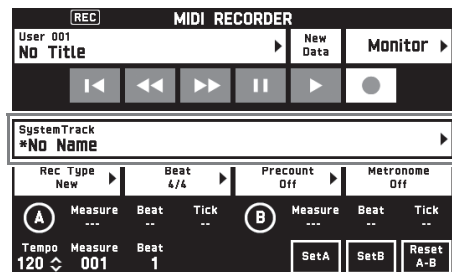 REC MIDI RECORDER
User 001
No Title
New
Data
Monitor
SystemTrack
*No Name
Rec Type
New
Beat
4/4
Precount
Off
Metronome
Off
A Measure Beat Tick B Measure Beat Tick
--- -- -- --- -- --
Tempo Measure Beat
120 001 1
SetA SetB Reset
A-B